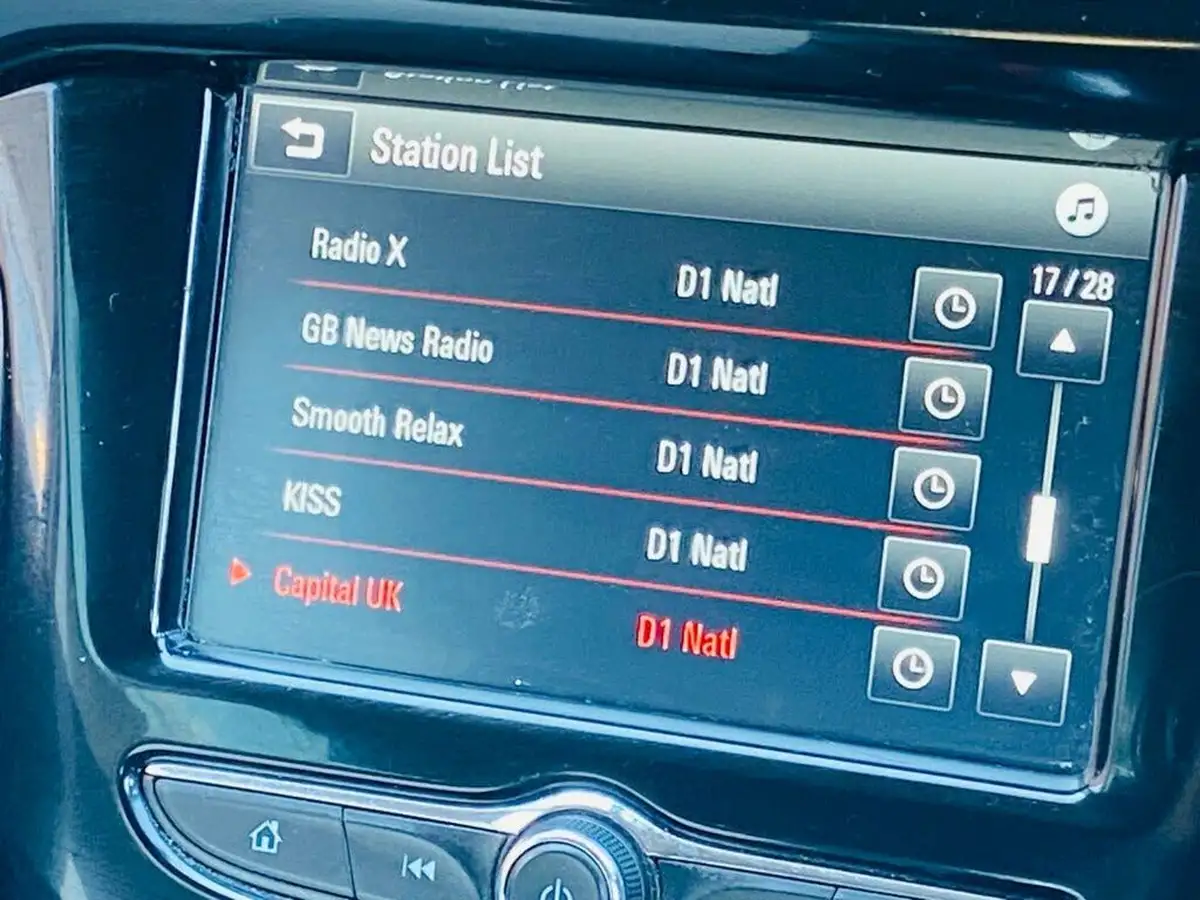 Station List
Radio X D1 Natl
17/28
GB News Radio D1 Natl
Smooth Relax D1 Natl
KISS D1 Natl
Capital UK D1 Natl